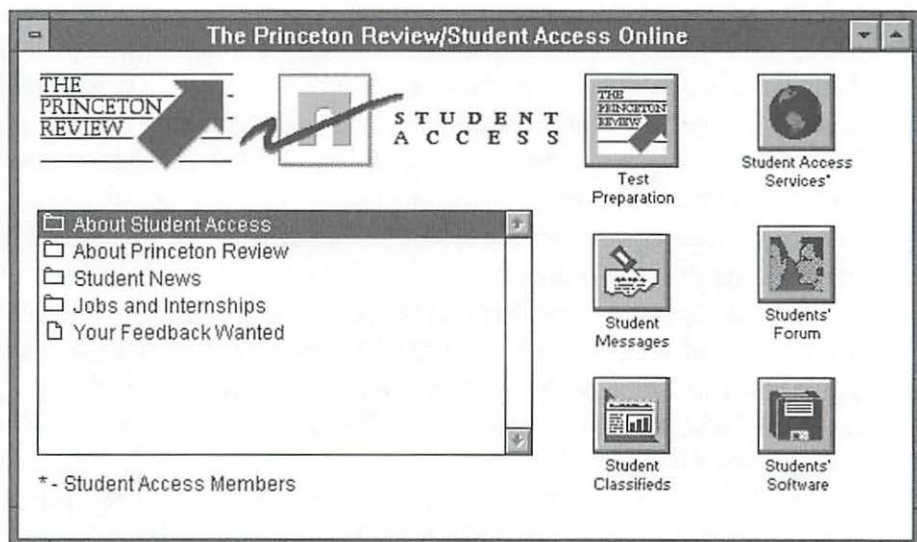 The Princeton Review/Student Access Online
THE
PRINCETON
REVIEW
STUDENT
ACCESS
THE
PRINCETON
REVIEW
Test
Preparation
Student Access
Services*
About Student Access
About Princeton Review
Student News
Jobs and Internships
Your Feedback Wanted
Student
Messages
Students'
Forum
Student
Classifieds
Students'
Software
* - Student Access Members